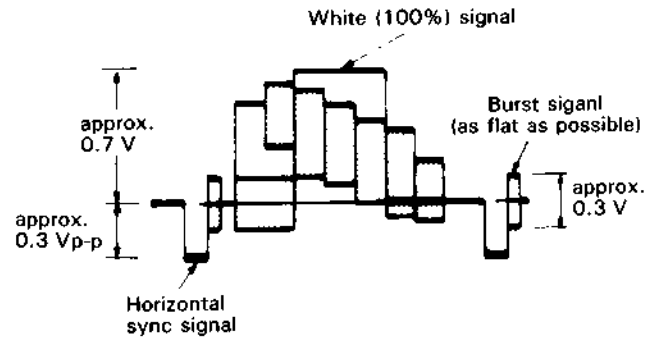 White (100%) signal
approx.
0.7 V
Burst siganl
(as flat as possible)
approx.
0.3 V
approx.
0.3 Vp-p
Horizontal
sync signal